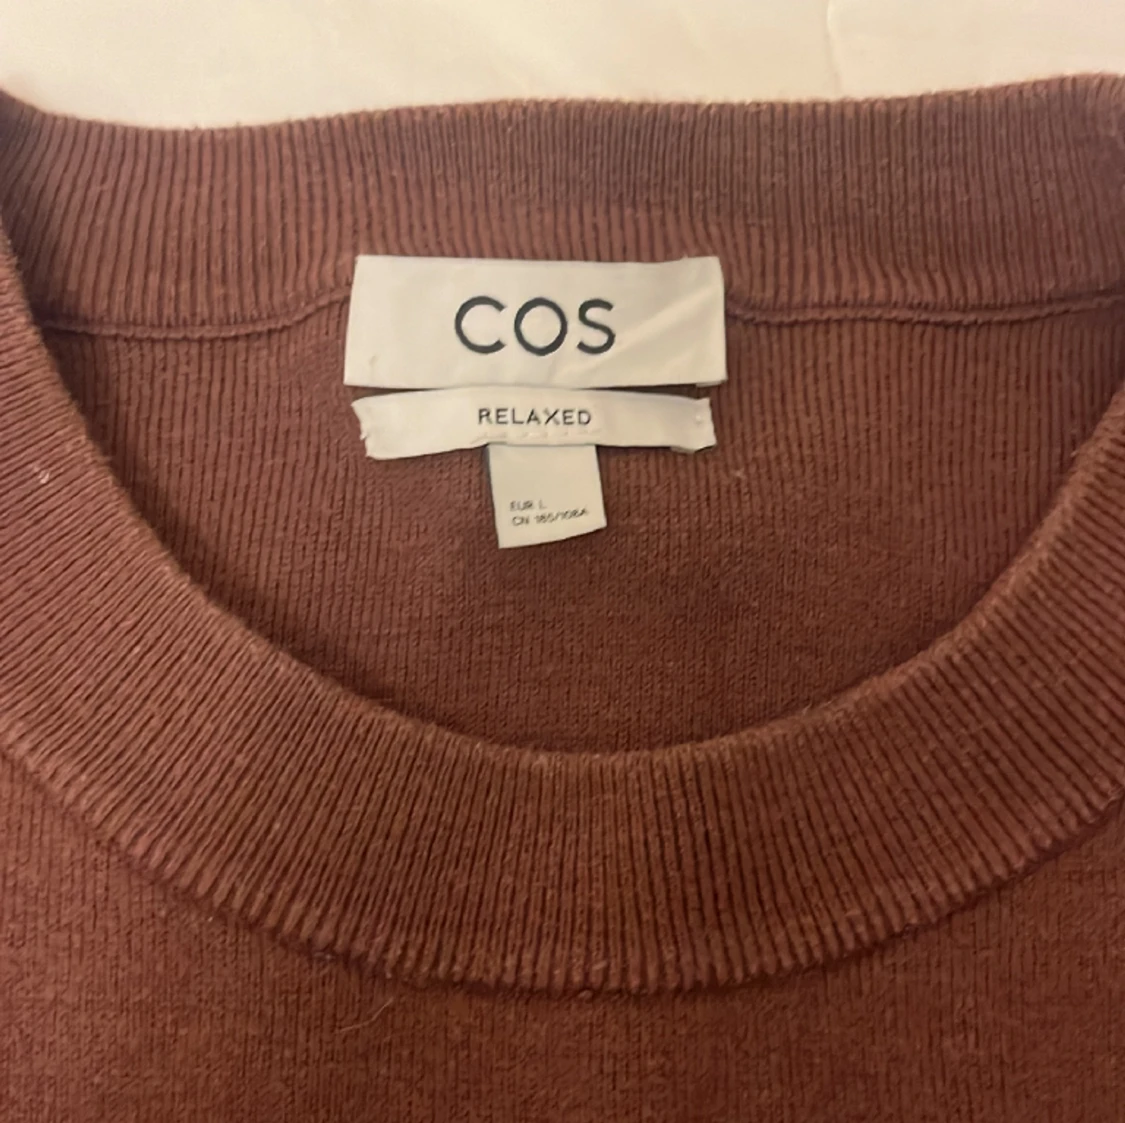 COS
RELAXED
EUR L
CN 185/108A